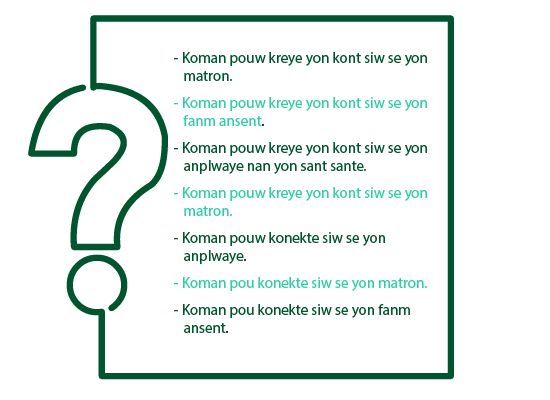 - Koman pouw kreye yon kont siw se yon
matron.
- Koman pouw kreye yon kont siw se yon
fanm ansent.
- Koman pouw kreye yon kont siw se yon
anplwaye nan yon sant sante.
- Koman pouw kreye yon kont siw se yon
matron.
- Koman pouw konekte siw se yon
anplwaye.
- Koman pou konekte siw se yon matron.
- Koman pou konekte siw se yon fanm
ansent.